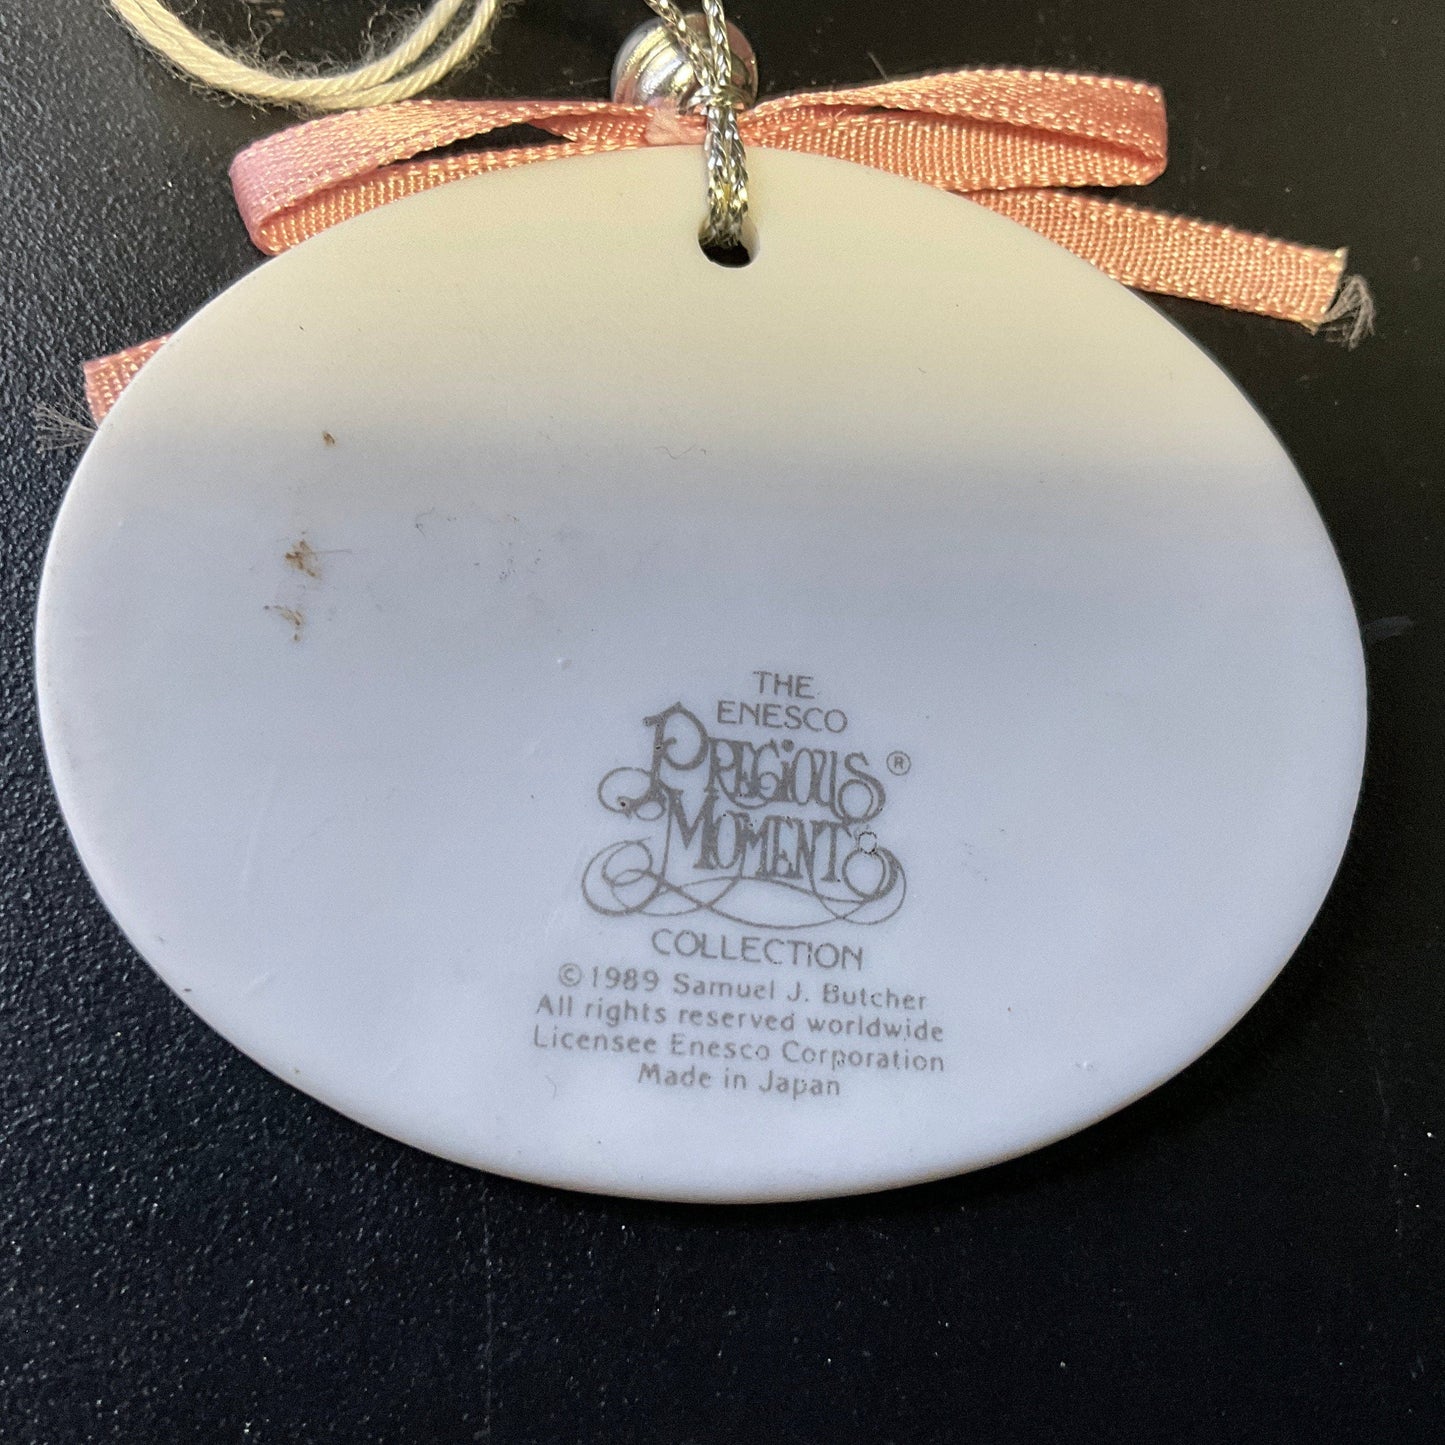 THE
ENESCO
PRECIOUS ®
MOMENTS
COLLECTION
©1989 Samuel J. Butcher
All rights reserved worldwide
Licensee Enesco Corporation
Made in Japan